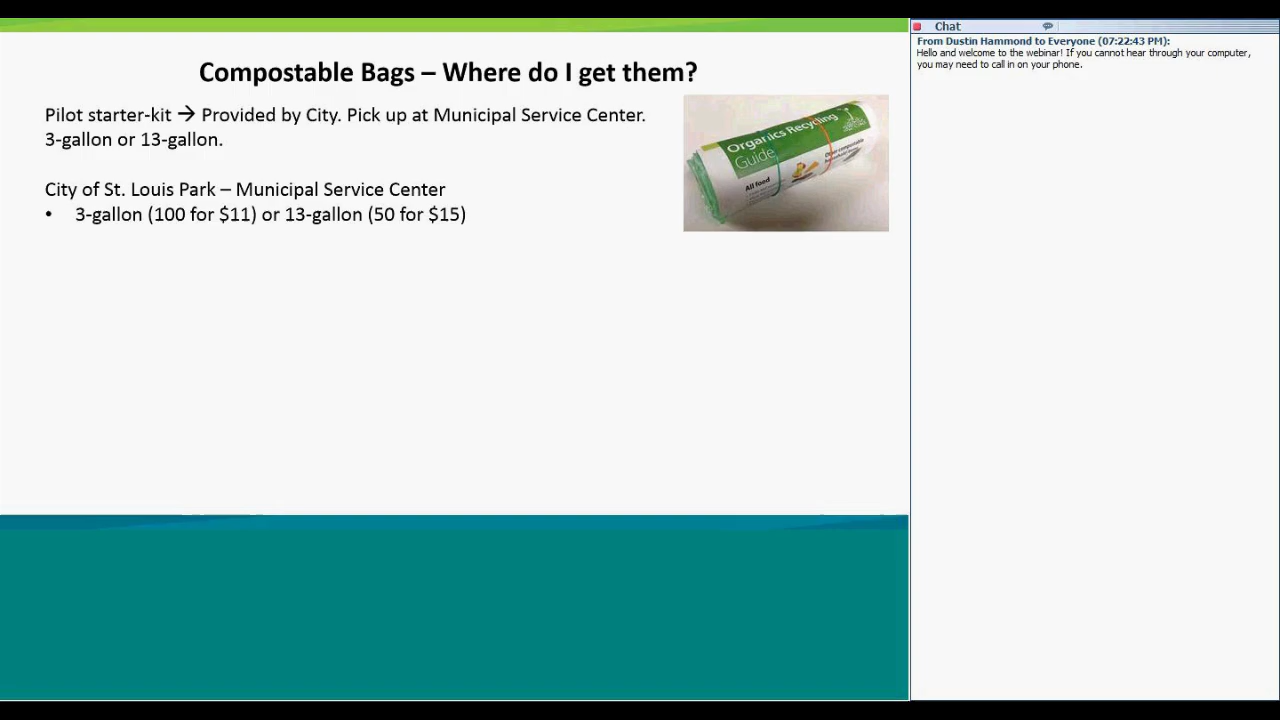 Compostable Bags – Where do I get them?
Pilot starter-kit → Provided by City. Pick up at Municipal Service Center.
3-gallon or 13-gallon.
City of St. Louis Park – Municipal Service Center
• 3-gallon (100 for $11) or 13-gallon (50 for $15)
Organics Recycling
Guide
All food
Chat
From Dustin Hammond to Everyone (07:22:43 PM):
Hello and welcome to the webinar! If you cannot hear through your computer,
you may need to call in on your phone.